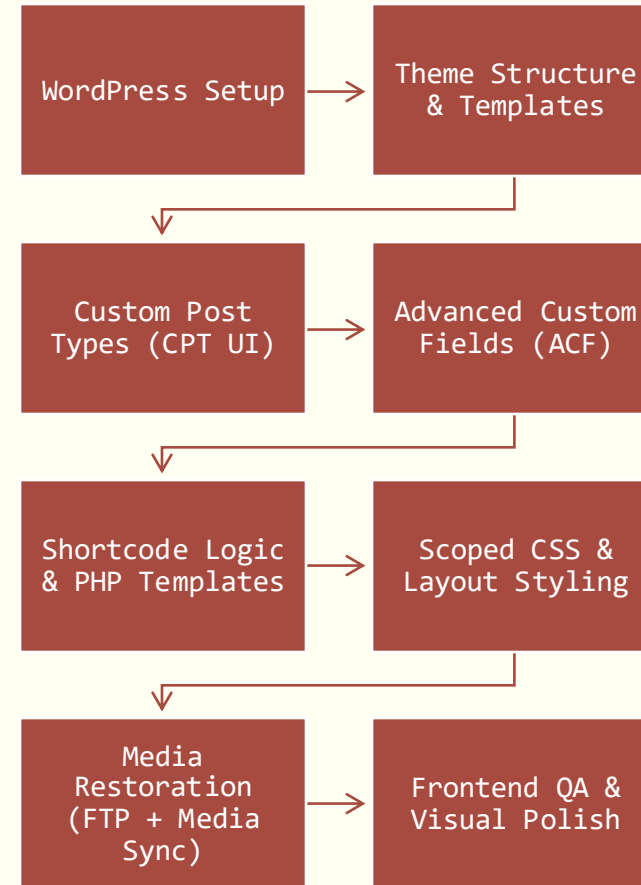 WordPress Setup
Theme Structure
& Templates
Custom Post
Types (CPT UI)
Advanced Custom
Fields (ACF)
Shortcode Logic
& PHP Templates
Scoped CSS &
Layout Styling
Media
Restoration
(FTP + Media
Sync)
Frontend QA &
Visual Polish